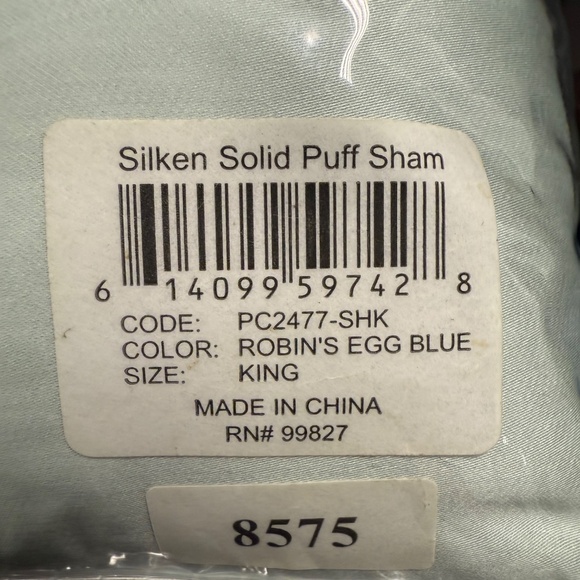 Silken Solid Puff Sham
6 14099 59742 8
CODE: PC2477-SHK
COLOR: ROBIN'S EGG BLUE
SIZE: KING
MADE IN CHINA
RN# 99827
8575